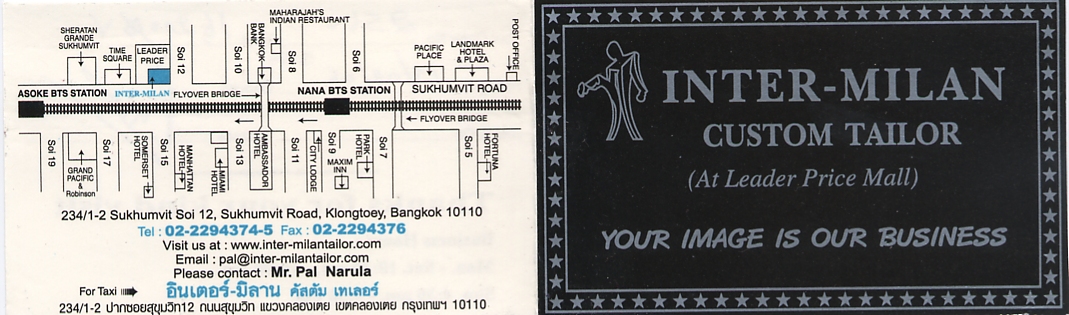 MAHARAJAH'S
INDIAN RESTAURANT
SHERATAN
GRANDE
SUKHUMVIT
TIME
SQUARE
LEADER
PRICE
Soi 12
Soi 10
BANGKOK
BANK
Soi 8
Soi 6
PACIFIC
PLACE
LANDMARK
HOTEL
& PLAZA
POST OFFICE
ASOKE BTS STATION
INTER-MILAN
FLYOVER BRIDGE
NANA BTS STATION
SUKHUMVIT ROAD
FLYOVER BRIDGE
Soi 19
GRAND
PACIFIC
&
Robinson
Soi 17
SOMERSET
HOTEL
Soi 15
MANHATTAN
HOTEL
MIAMI
HOTEL
Soi 13
AMBASSADOR
HOTEL
Soi 11
CITY LODGE
Soi 9
MAXIM
INN
PARK
HOTEL
Soi 7
Soi 5
FORTUNA
HOTEL
234/1-2 Sukhumvit Soi 12, Sukhumvit Road, Klongtoey, Bangkok 10110
Tel : 02-2294374-5 Fax : 02-2294376
Visit us at : www.inter-milantailor.com
Email : pal@inter-milantailor.com
Please contact : Mr. Pal Narula
For Taxi
อินเตอร์-มิลาน คัสตัม เทเลอร์
234/1-2 ปากซอยสุขุมวิท12 ถนนสุขุมวิท แขวงคลองเตย เขตคลองเตย กรุงเทพฯ 10110
INTER-MILAN
CUSTOM TAILOR
(At Leader Price Mall)
YOUR IMAGE IS OUR BUSINESS